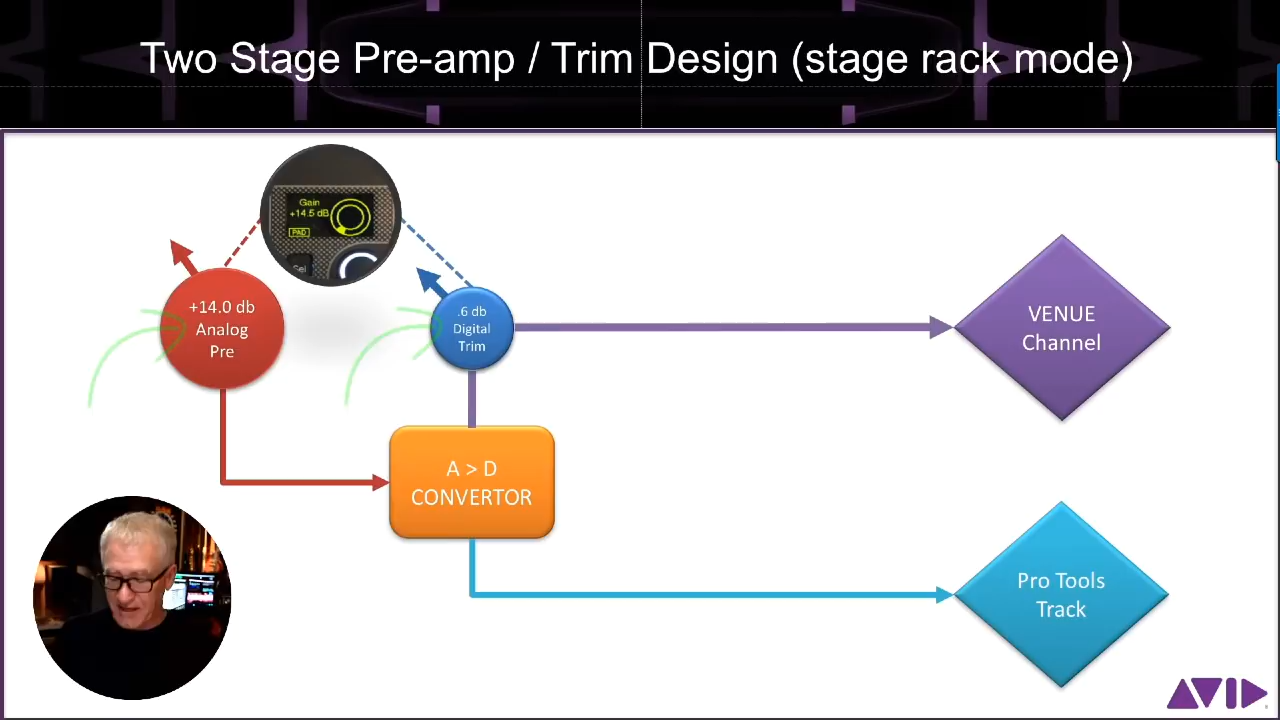 Two Stage Pre-amp / Trim Design (stage rack mode)
Gain
+14.5 dB
PAD
Sel
+14.0 db
Analog
Pre
.6 db
Digital
Trim
VENUE
Channel
A > D
CONVERTOR
Pro Tools
Track
AVID